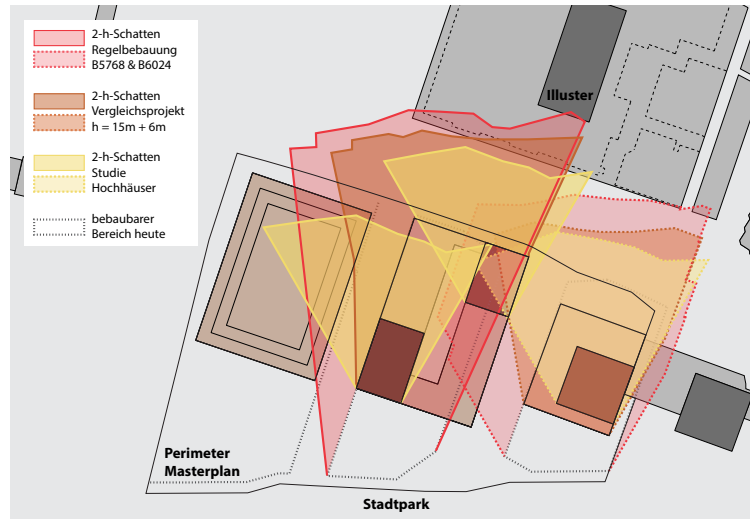 2-h-Schatten
Regelbebauung
B5768 & B6024
2-h-Schatten
Vergleichsprojekt
h = 15m + 6m
2-h-Schatten
Studie
Hochhäuser
bebaubarer
Bereich heute
Illuster
Perimeter
Masterplan
Stadtpark